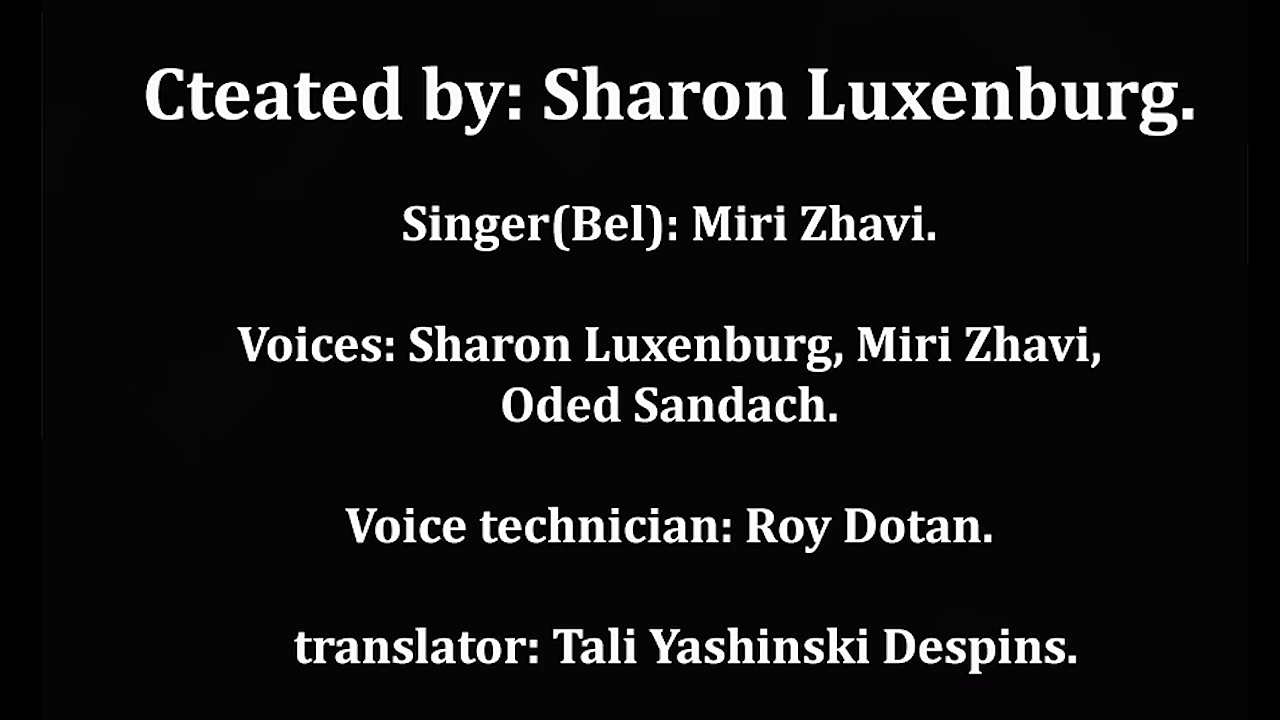 Cteated by: Sharon Luxenburg.
Singer(Bel): Miri Zhavi.
Voices: Sharon Luxenburg, Miri Zhavi,
Oded Sandach.
Voice technician: Roy Dotan.
translator: Tali Yashinski Despins.